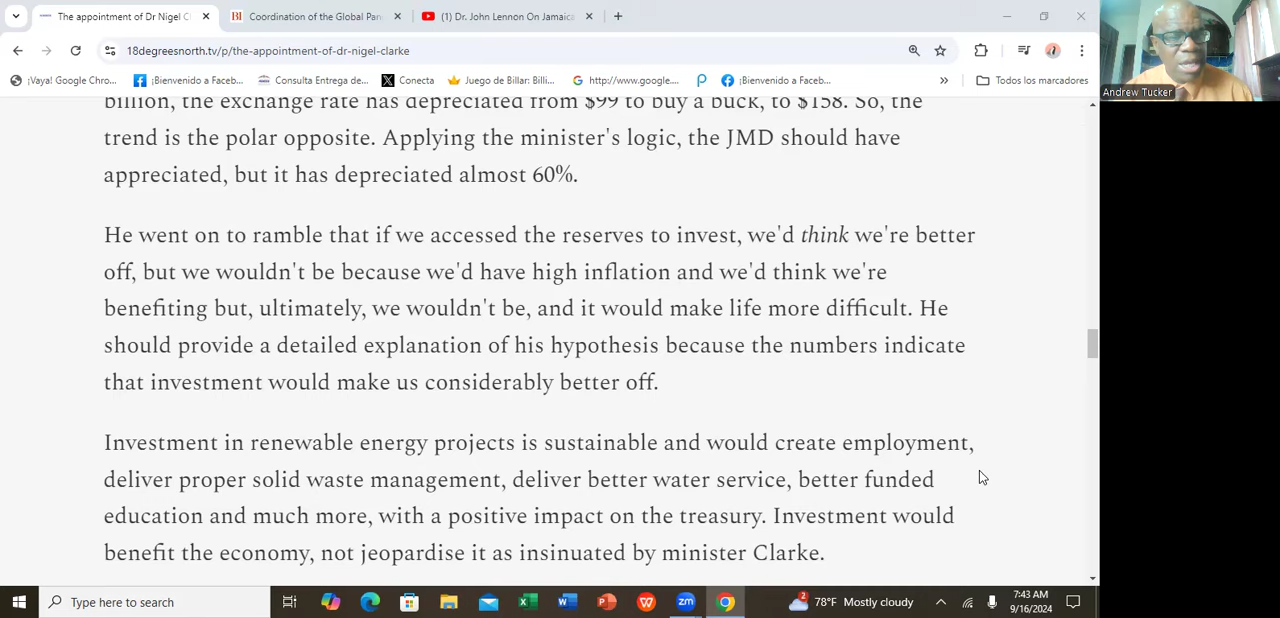 The appointment of Dr Nigel Cl
Coordination of the Global Pan
(1) Dr. John Lennon On Jamaica
18degreesnorth.tv/p/the-appointment-of-dr-nigel-clarke
¡Vaya! Google Chro...
¡Bienvenido a Faceb...
Consulta Entrega de...
Conecta
Juego de Billar: Billi...
http://www.google....
¡Bienvenido a Faceb...
Todos los marcadores
Andrew Tucker
billion, the exchange rate has depreciated from $99 to buy a buck, to $158. So, the
trend is the polar opposite. Applying the minister's logic, the JMD should have
appreciated, but it has depreciated almost 60%.
He went on to ramble that if we accessed the reserves to invest, we'd think we're better
off, but we wouldn't be because we'd have high inflation and we'd think we're
benefiting but, ultimately, we wouldn't be, and it would make life more difficult. He
should provide a detailed explanation of his hypothesis because the numbers indicate
that investment would make us considerably better off.
Investment in renewable energy projects is sustainable and would create employment,
deliver proper solid waste management, deliver better water service, better funded
education and much more, with a positive impact on the treasury. Investment would
benefit the economy, not jeopardise it as insinuated by minister Clarke.
Type here to search
78°F Mostly cloudy
7:43 AM
9/16/2024